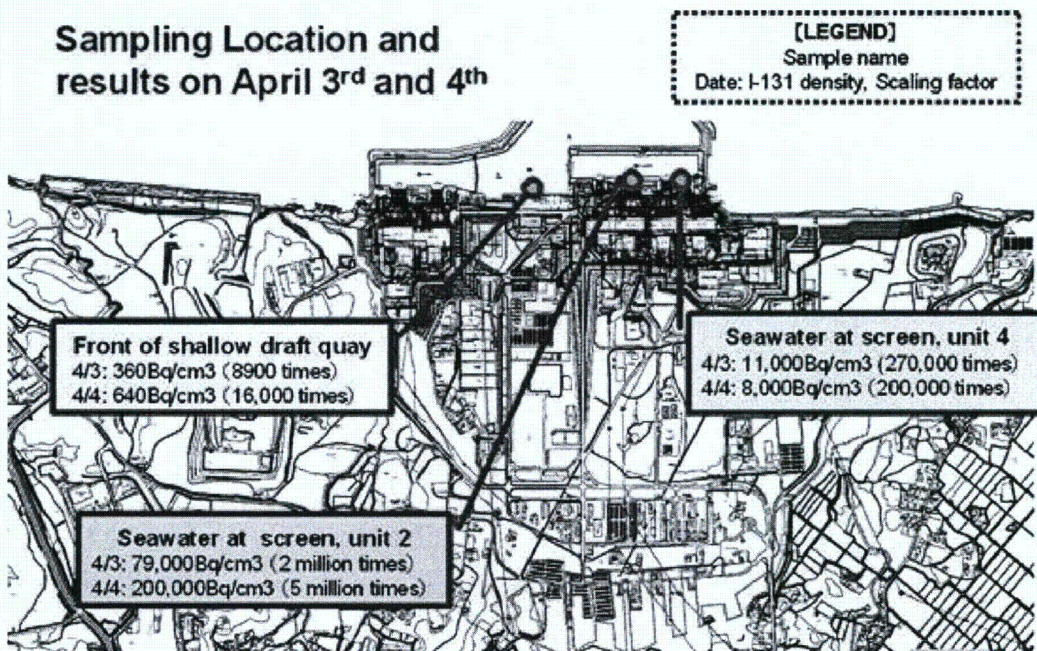 Sampling Location and
results on April 3rd and 4th
[LEGEND]
Sample name
Date: I-131 density, Scaling factor
Front of shallow draft quay
4/3: 360Bq/cm3 (8900 times)
4/4: 640Bq/cm3 (16,000 times)
Seawater at screen, unit 4
4/3: 11,000Bq/cm3 (270,000 times)
4/4: 8,000Bq/cm3 (200,000 times)
Seawater at screen, unit 2
4/3: 79,000Bq/cm3 (2 million times)
4/4: 200,000Bq/cm3 (5 million times)